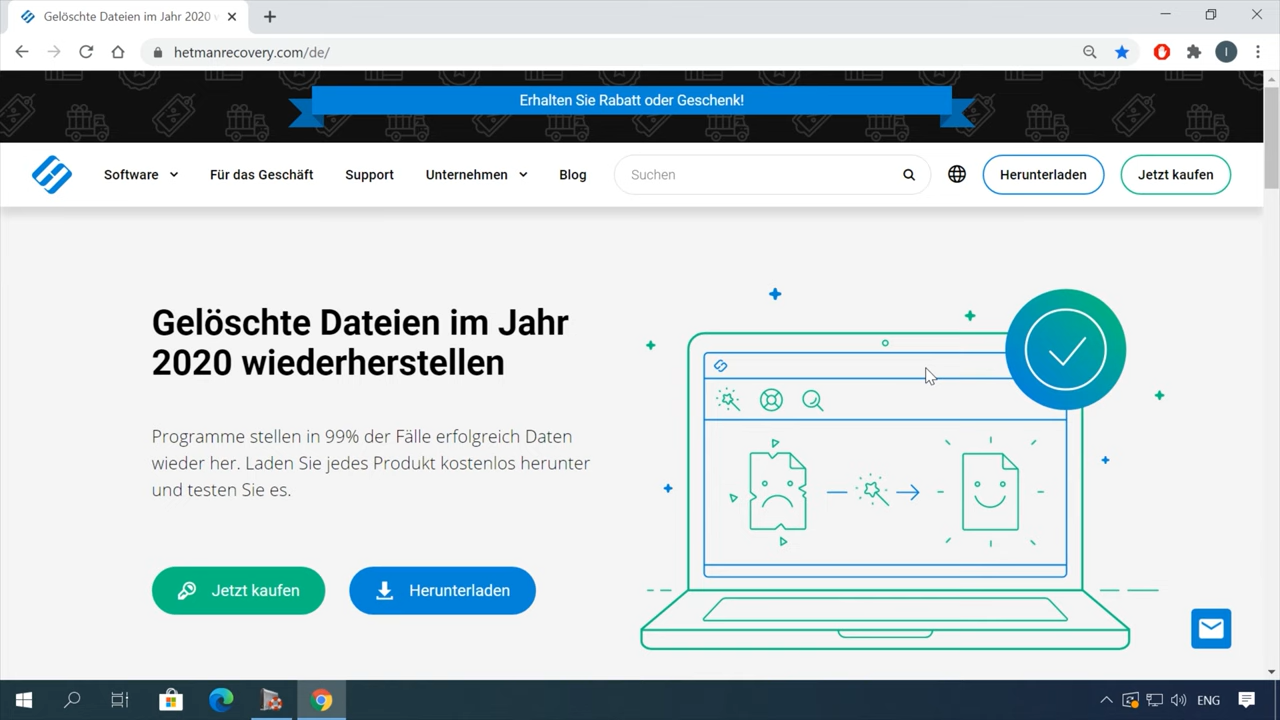 Gelöschte Dateien im Jahr 2020
hetmanrecovery.com/de/
I
Erhalten Sie Rabatt oder Geschenk!
Software Für das Geschäft Support Unternehmen Blog Suchen Herunterladen Jetzt kaufen
Gelöschte Dateien im Jahr
2020 wiederherstellen
Programme stellen in 99% der Fälle erfolgreich Daten
wieder her. Laden Sie jedes Produkt kostenlos herunter
und testen Sie es.
Jetzt kaufen Herunterladen
ENG